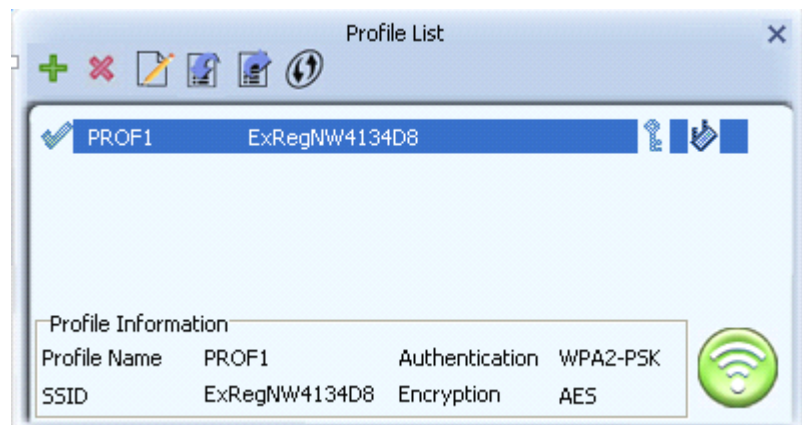 Profile List
PROF1 ExRegNW4134D8
Profile Information
Profile Name PROF1 Authentication WPA2-PSK
SSID ExRegNW4134D8 Encryption AES